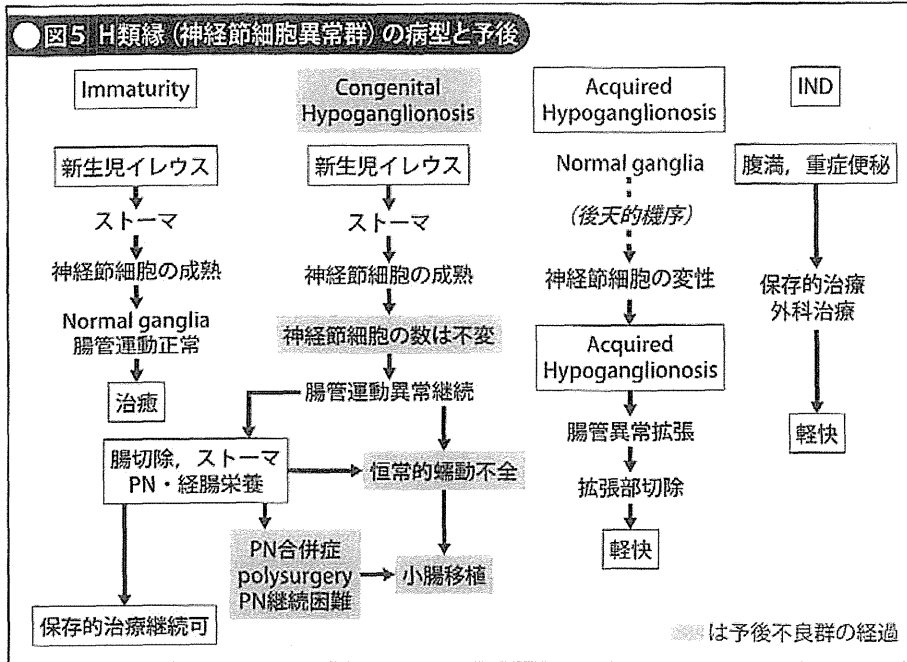 ●図5 H類縁(神経節細胞異常群)の病型と予後
Immaturity
新生児イレウス
ストーマ
神経節細胞の成熟
Normal ganglia
腸管運動正常
治癒
Congenital
Hypoganglionosis
新生児イレウス
ストーマ
神経節細胞の成熟
神経節細胞の数は不変
腸管運動異常継続
腸切除,ストーマ
PN・経腸栄養
恒常的蠕動不全
PN合併症
polysurgery
PN継続困難
小腸移植
保存的治療継続可
Acquired
Hypoganglionosis
Normal ganglia
(後天的機序)
神経節細胞の変性
Acquired
Hypoganglionosis
腸管異常拡張
拡張部切除
軽快
IND
腹満,重症便秘
保存的治療
外科治療
軽快
は予後不良群の経過